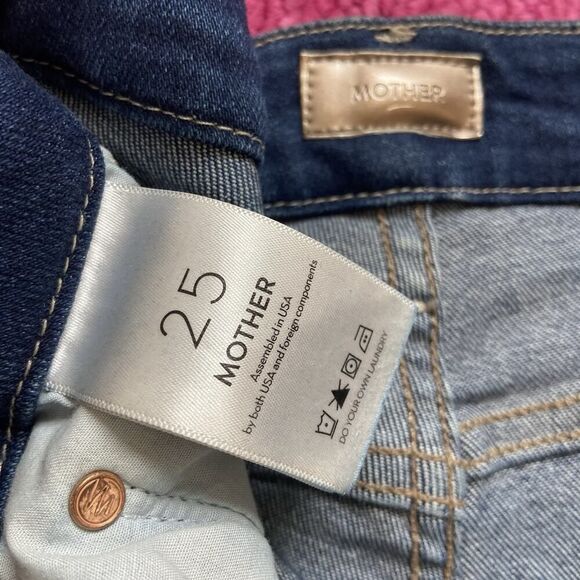 MOTHER
25
MOTHER
Assembled in USA
by both USA and foreign components
DO YOUR OWN LAUNDRY